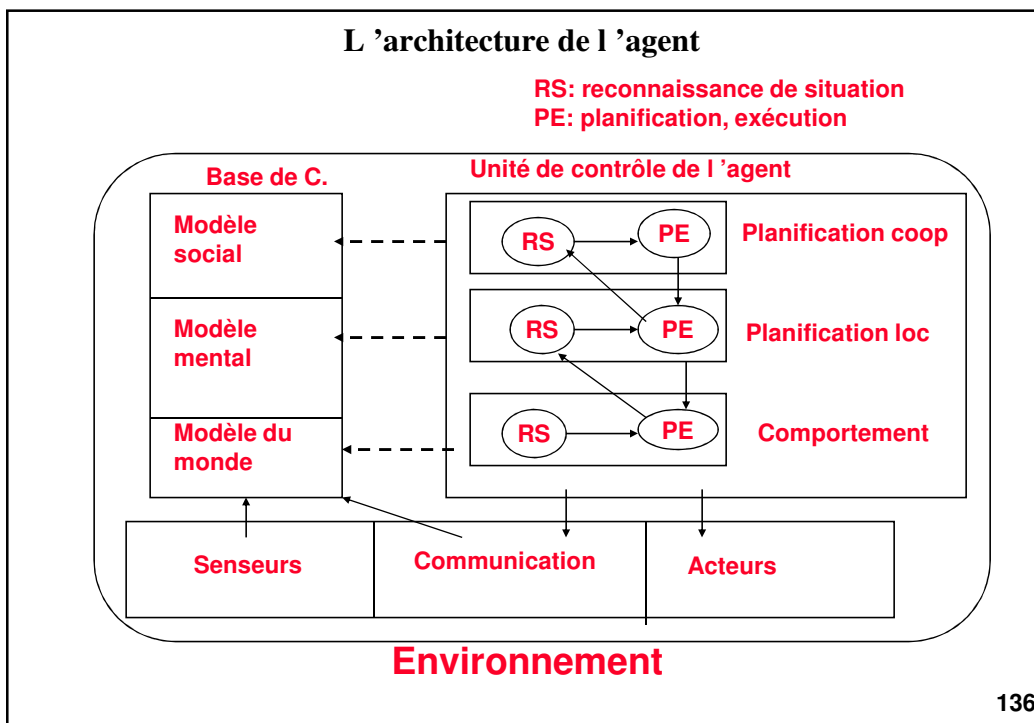 L ’architecture de l ’agent
RS: reconnaissance de situation
PE: planification, exécution
Base de C.
Unité de contrôle de l ’agent
Modèle
social
RS
PE
Planification coop
Modèle
mental
RS
PE
Planification loc
Modèle du
monde
RS
PE
Comportement
Senseurs
Communication
Acteurs
Environnement
136